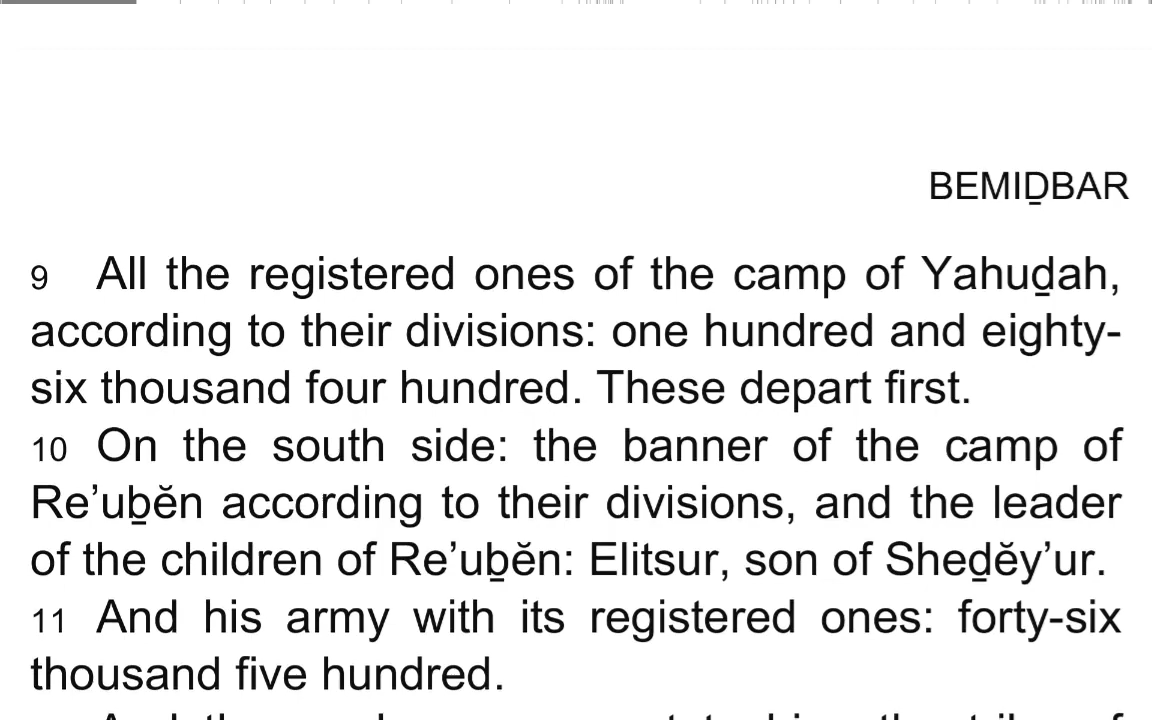 BEMIḎBAR
9 All the registered ones of the camp of Yahuḏah,
according to their divisions: one hundred and eighty-
six thousand four hundred. These depart first.
10 On the south side: the banner of the camp of
Re’uḇĕn according to their divisions, and the leader
of the children of Re’uḇĕn: Elitsur, son of Sheḏĕy’ur.
11 And his army with its registered ones: forty-six
thousand five hundred.